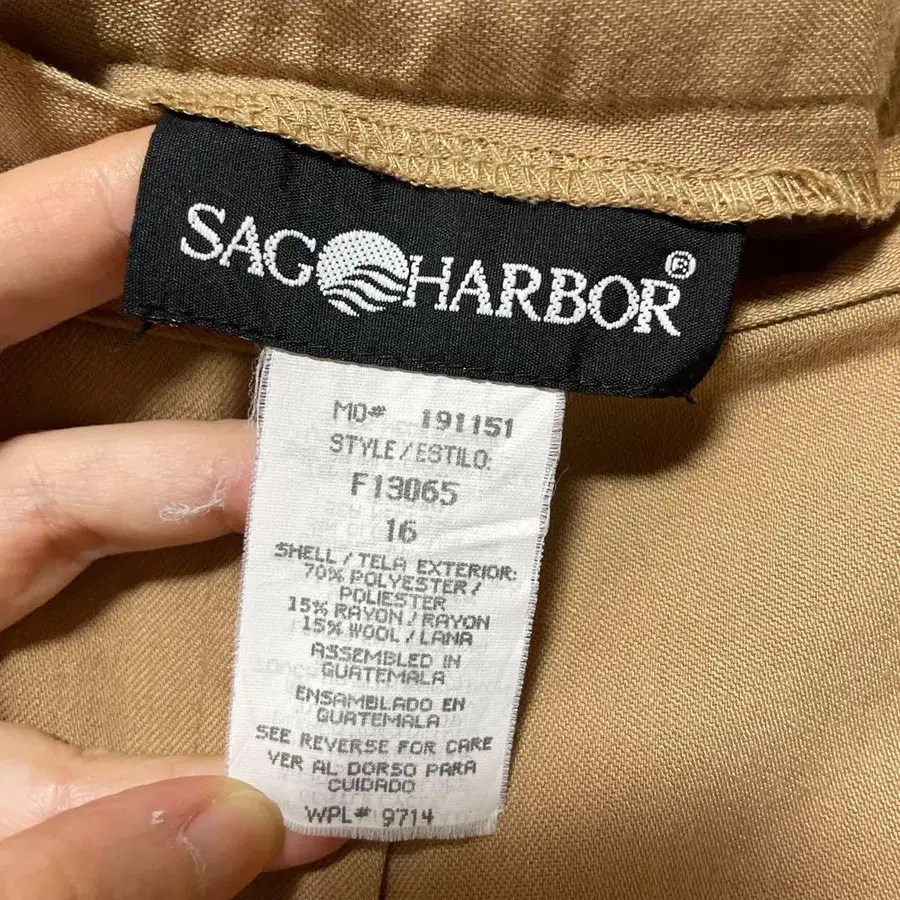 SAG HARBOR®
MO# 191151
STYLE/ESTILO:
F13065
16
SHELL/TELA EXTERIOR:
70% POLYESTER/
POLIESTER
15% RAYON/RAYON
15% WOOL/LANA
ASSEMBLED IN
GUATEMALA
ENSAMBLADO EN
GUATEMALA
SEE REVERSE FOR CARE
VER AL DORSO PARA
CUIDADO
WPL# 9714